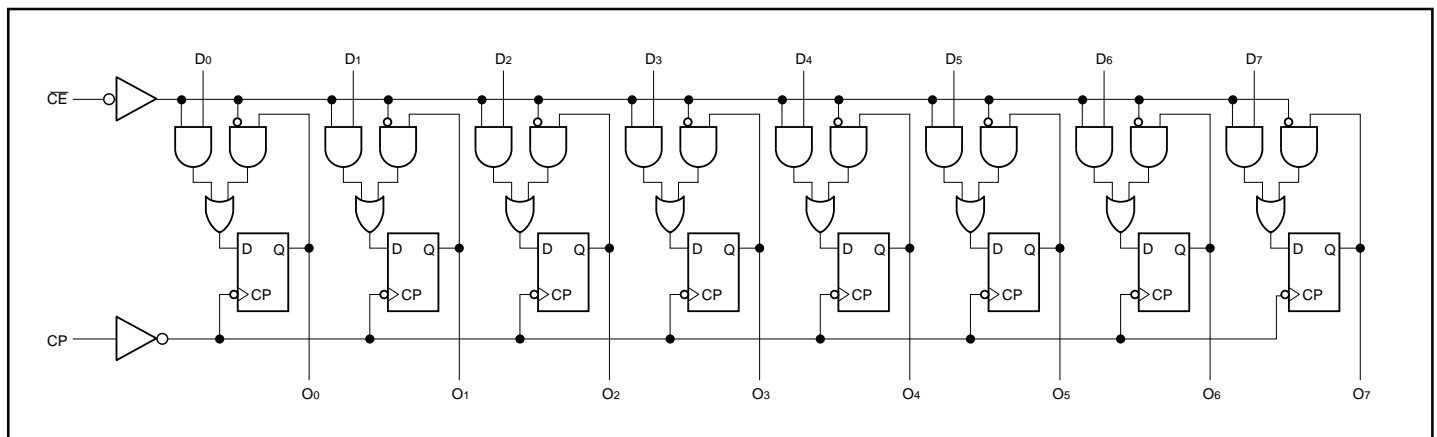 D0 D1 D2 D3 D4 D5 D6 D7
C̅E̅
D Q D Q D Q D Q D Q D Q D Q D Q
CP CP CP CP CP CP CP CP
CP
O0 O1 O2 O3 O4 O5 O6 O7